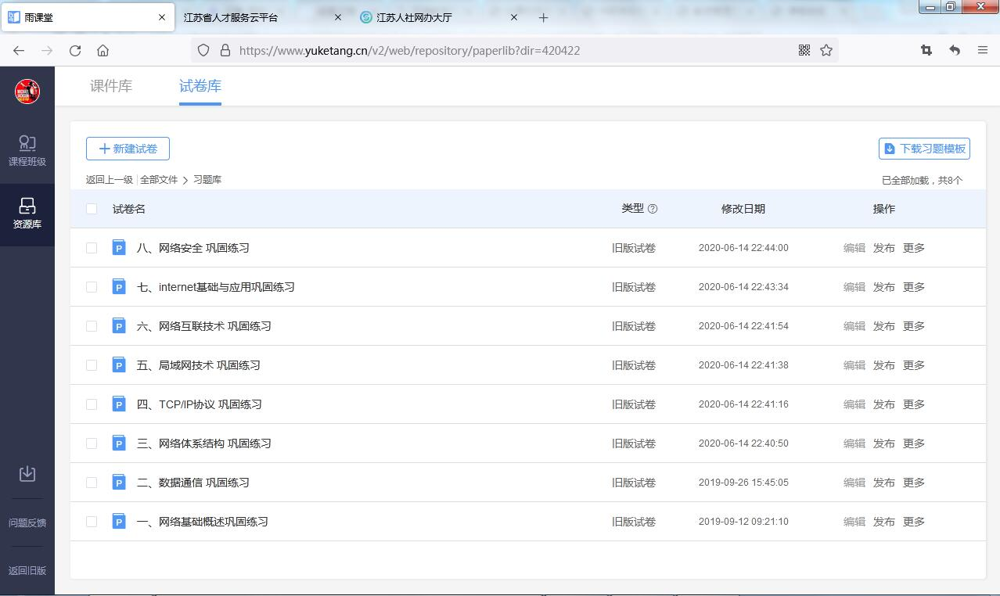 雨课堂
江苏省人才服务云平台
江苏人社网办大厅
https://www.yuketang.cn/v2/web/repository/paperlib?dir=420422
课件库 试卷库
课程班级
资源库
问题反馈
返回旧版
新建试卷
下载习题模板
返回上一级 全部文件 > 习题库
已全部加载，共8个
试卷名 类型 修改日期 操作
八、网络安全 巩固练习 旧版试卷 2020-06-14 22:44:00 编辑 发布 更多
七、internet基础与应用巩固练习 旧版试卷 2020-06-14 22:43:34 编辑 发布 更多
六、网络互联技术 巩固练习 旧版试卷 2020-06-14 22:41:54 编辑 发布 更多
五、局域网技术 巩固练习 旧版试卷 2020-06-14 22:41:38 编辑 发布 更多
四、TCP/IP协议 巩固练习 旧版试卷 2020-06-14 22:41:16 编辑 发布 更多
三、网络体系结构 巩固练习 旧版试卷 2020-06-14 22:40:50 编辑 发布 更多
二、数据通信 巩固练习 旧版试卷 2019-09-26 15:45:05 编辑 发布 更多
一、网络基础概述巩固练习 旧版试卷 2019-09-12 09:21:10 编辑 发布 更多